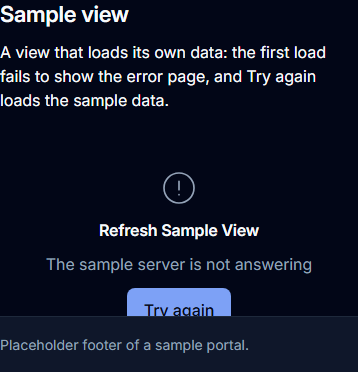 Sample view
A view that loads its own data: the first load
fails to show the error page, and Try again
loads the sample data.
Refresh Sample View
The sample server is not answering
Try again
Placeholder footer of a sample portal.